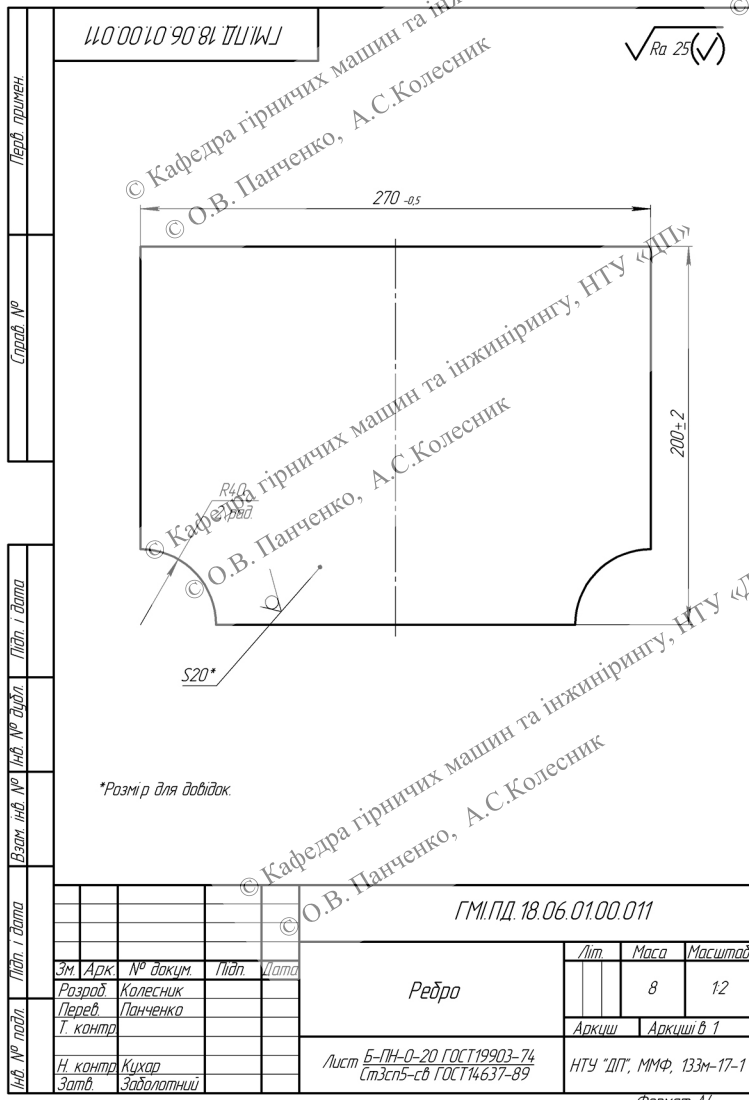 ГМІ.ПД.18.06.01.00.011
Ra 25(√)
Перв. примен.
Справ. №
© Кафедра гірничих машин та
© О.В. Панченко, А.С.Колесник
270 -0,5
200±2
© Кафедра гірничих машин та інжинірингу, НТУ «ДП»
© О.В. Панченко, А.С.Колесник
R40
2 рад.
S20*
*Розмір для довідок.
© Кафедра гірничих машин та інжинірингу, НТУ
© О.В. Панченко, А.С.Колесник
Підп. і дата
Інв. № дубл.
Взам. інв. №
Підп. і дата
Інв. № подл.
ГМІ.ПД.18.06.01.00.011
Зм. Арк. № докум. Підп. Дата
Розроб. Колесник
Перев. Панченко
Т. контр.
Н. контр. Кухар
Затв. Заболотний
Ребро
Літ. Маса Масштаб
8 1:2
Аркуш Аркушів 1
Лист Б-ПН-0-20 ГОСТ19903-74
Ст3сп5-св ГОСТ14637-89
НТУ "ДП", ММФ, 133м-17-1